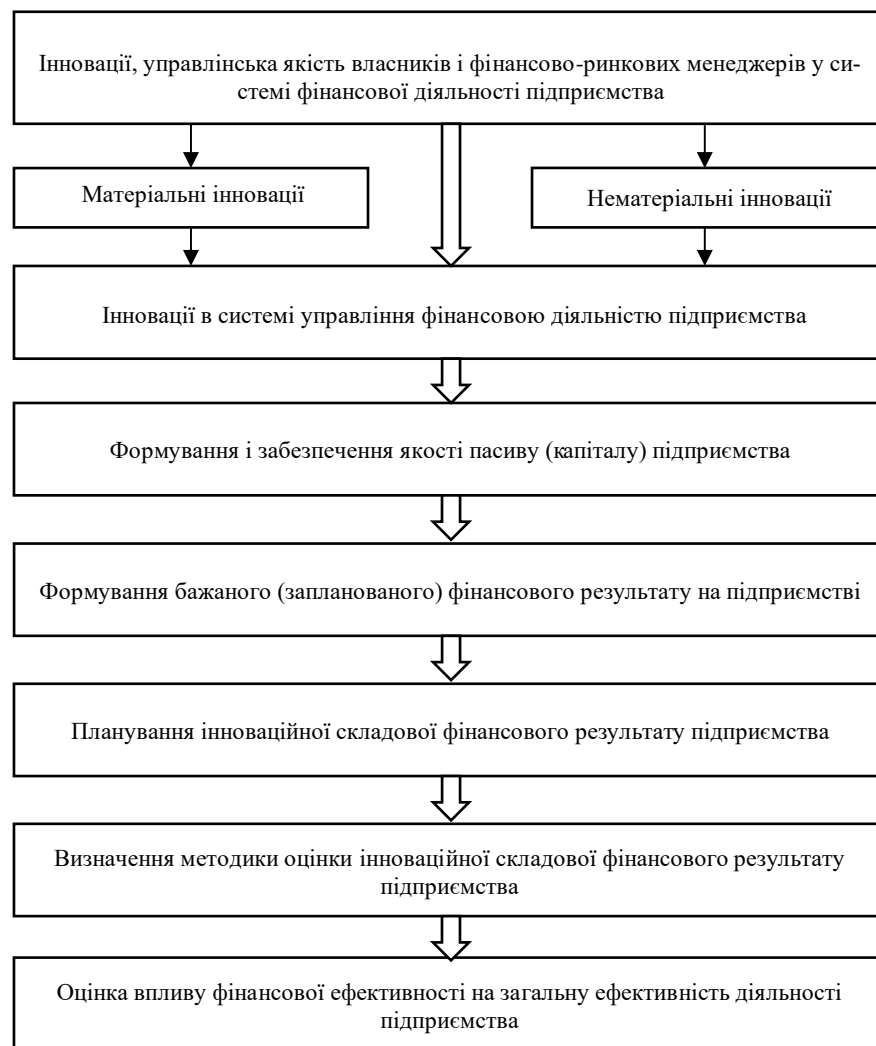 Інновації, управлінська якість власників і фінансово-ринкових менеджерів у си-
стемі фінансової діяльності підприємства
Матеріальні інновації
Нематеріальні інновації
Інновації в системі управління фінансовою діяльністю підприємства
Формування і забезпечення якості пасиву (капіталу) підприємства
Формування бажаного (запланованого) фінансового результату на підприємстві
Планування інноваційної складової фінансового результату підприємства
Визначення методики оцінки інноваційної складової фінансового результату
підприємства
Оцінка впливу фінансової ефективності на загальну ефективність діяльності
підприємства